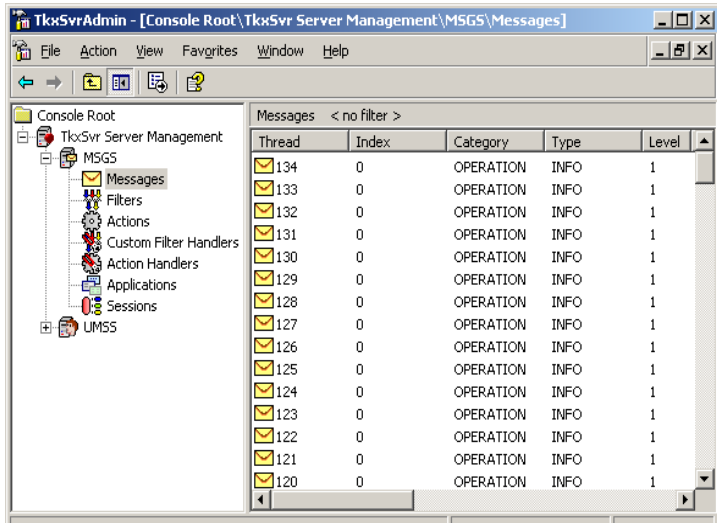 TkxSvrAdmin - [Console Root\TkxSvr Server Management\MSGS\Messages]
File Action View Favorites Window Help
Console Root
TkxSvr Server Management
MSGS
Messages
Filters
Actions
Custom Filter Handlers
Action Handlers
Applications
Sessions
UMSS
Messages < no filter >
Thread Index Category Type Level
134 0 OPERATION INFO 1
133 0 OPERATION INFO 1
132 0 OPERATION INFO 1
131 0 OPERATION INFO 1
130 0 OPERATION INFO 1
129 0 OPERATION INFO 1
128 0 OPERATION INFO 1
127 0 OPERATION INFO 1
126 0 OPERATION INFO 1
125 0 OPERATION INFO 1
124 0 OPERATION INFO 1
123 0 OPERATION INFO 1
122 0 OPERATION INFO 1
121 0 OPERATION INFO 1
120 0 OPERATION INFO 1